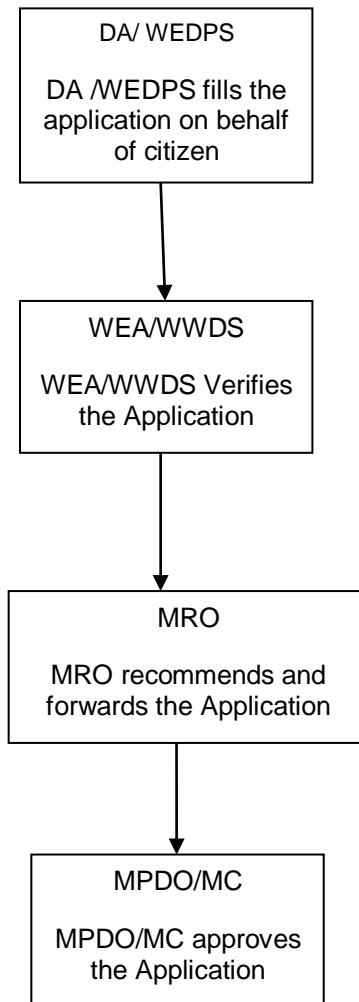 DA/ WEDPS
DA /WEDPS fills the
application on behalf
of citizen
WEA/WWDS
WEA/WWDS Verifies
the Application
MRO
MRO recommends and
forwards the Application
MPDO/MC
MPDO/MC approves
the Application